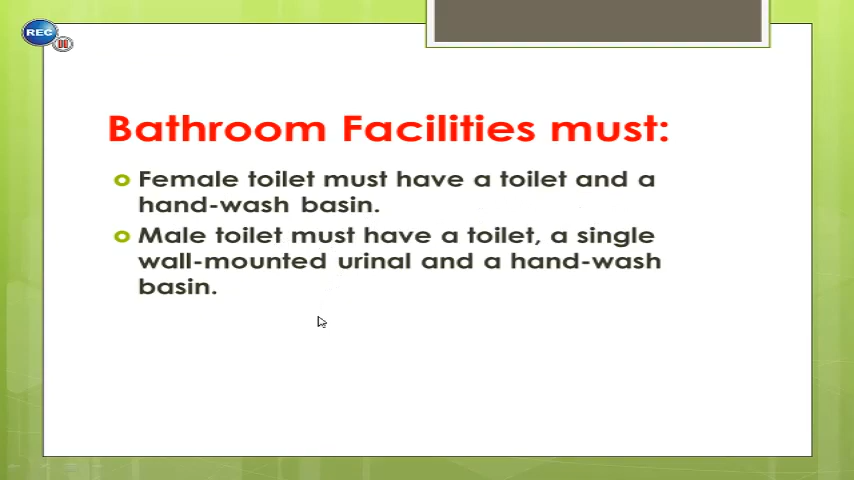 REC
Bathroom Facilities must:
Female toilet must have a toilet and a
hand-wash basin.
Male toilet must have a toilet, a single
wall-mounted urinal and a hand-wash
basin.